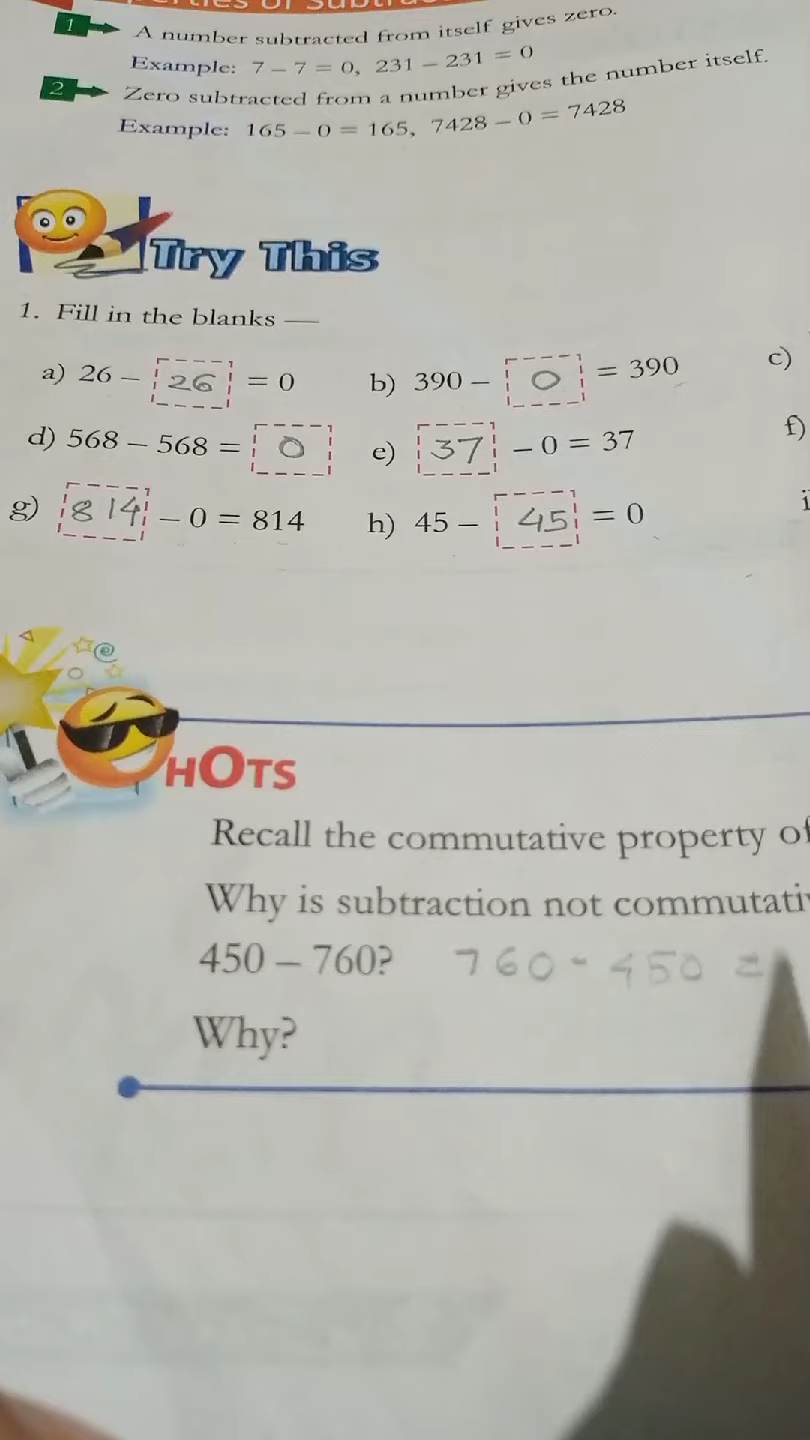 1 A number subtracted from itself gives zero.
Example: 7 – 7 = 0, 231 – 231 = 0
2 Zero subtracted from a number gives the number itself.
Example: 165 – 0 = 165, 7428 – 0 = 7428
Try This
1. Fill in the blanks —
a) 26 – 26 = 0 b) 390 – 0 = 390 c)
d) 568 – 568 = 0 e) 37 – 0 = 37 f)
g) 814 – 0 = 814 h) 45 – 45 = 0
HOTS
Recall the commutative property of
Why is subtraction not
450 – 760? 760 - 450 =
Why?